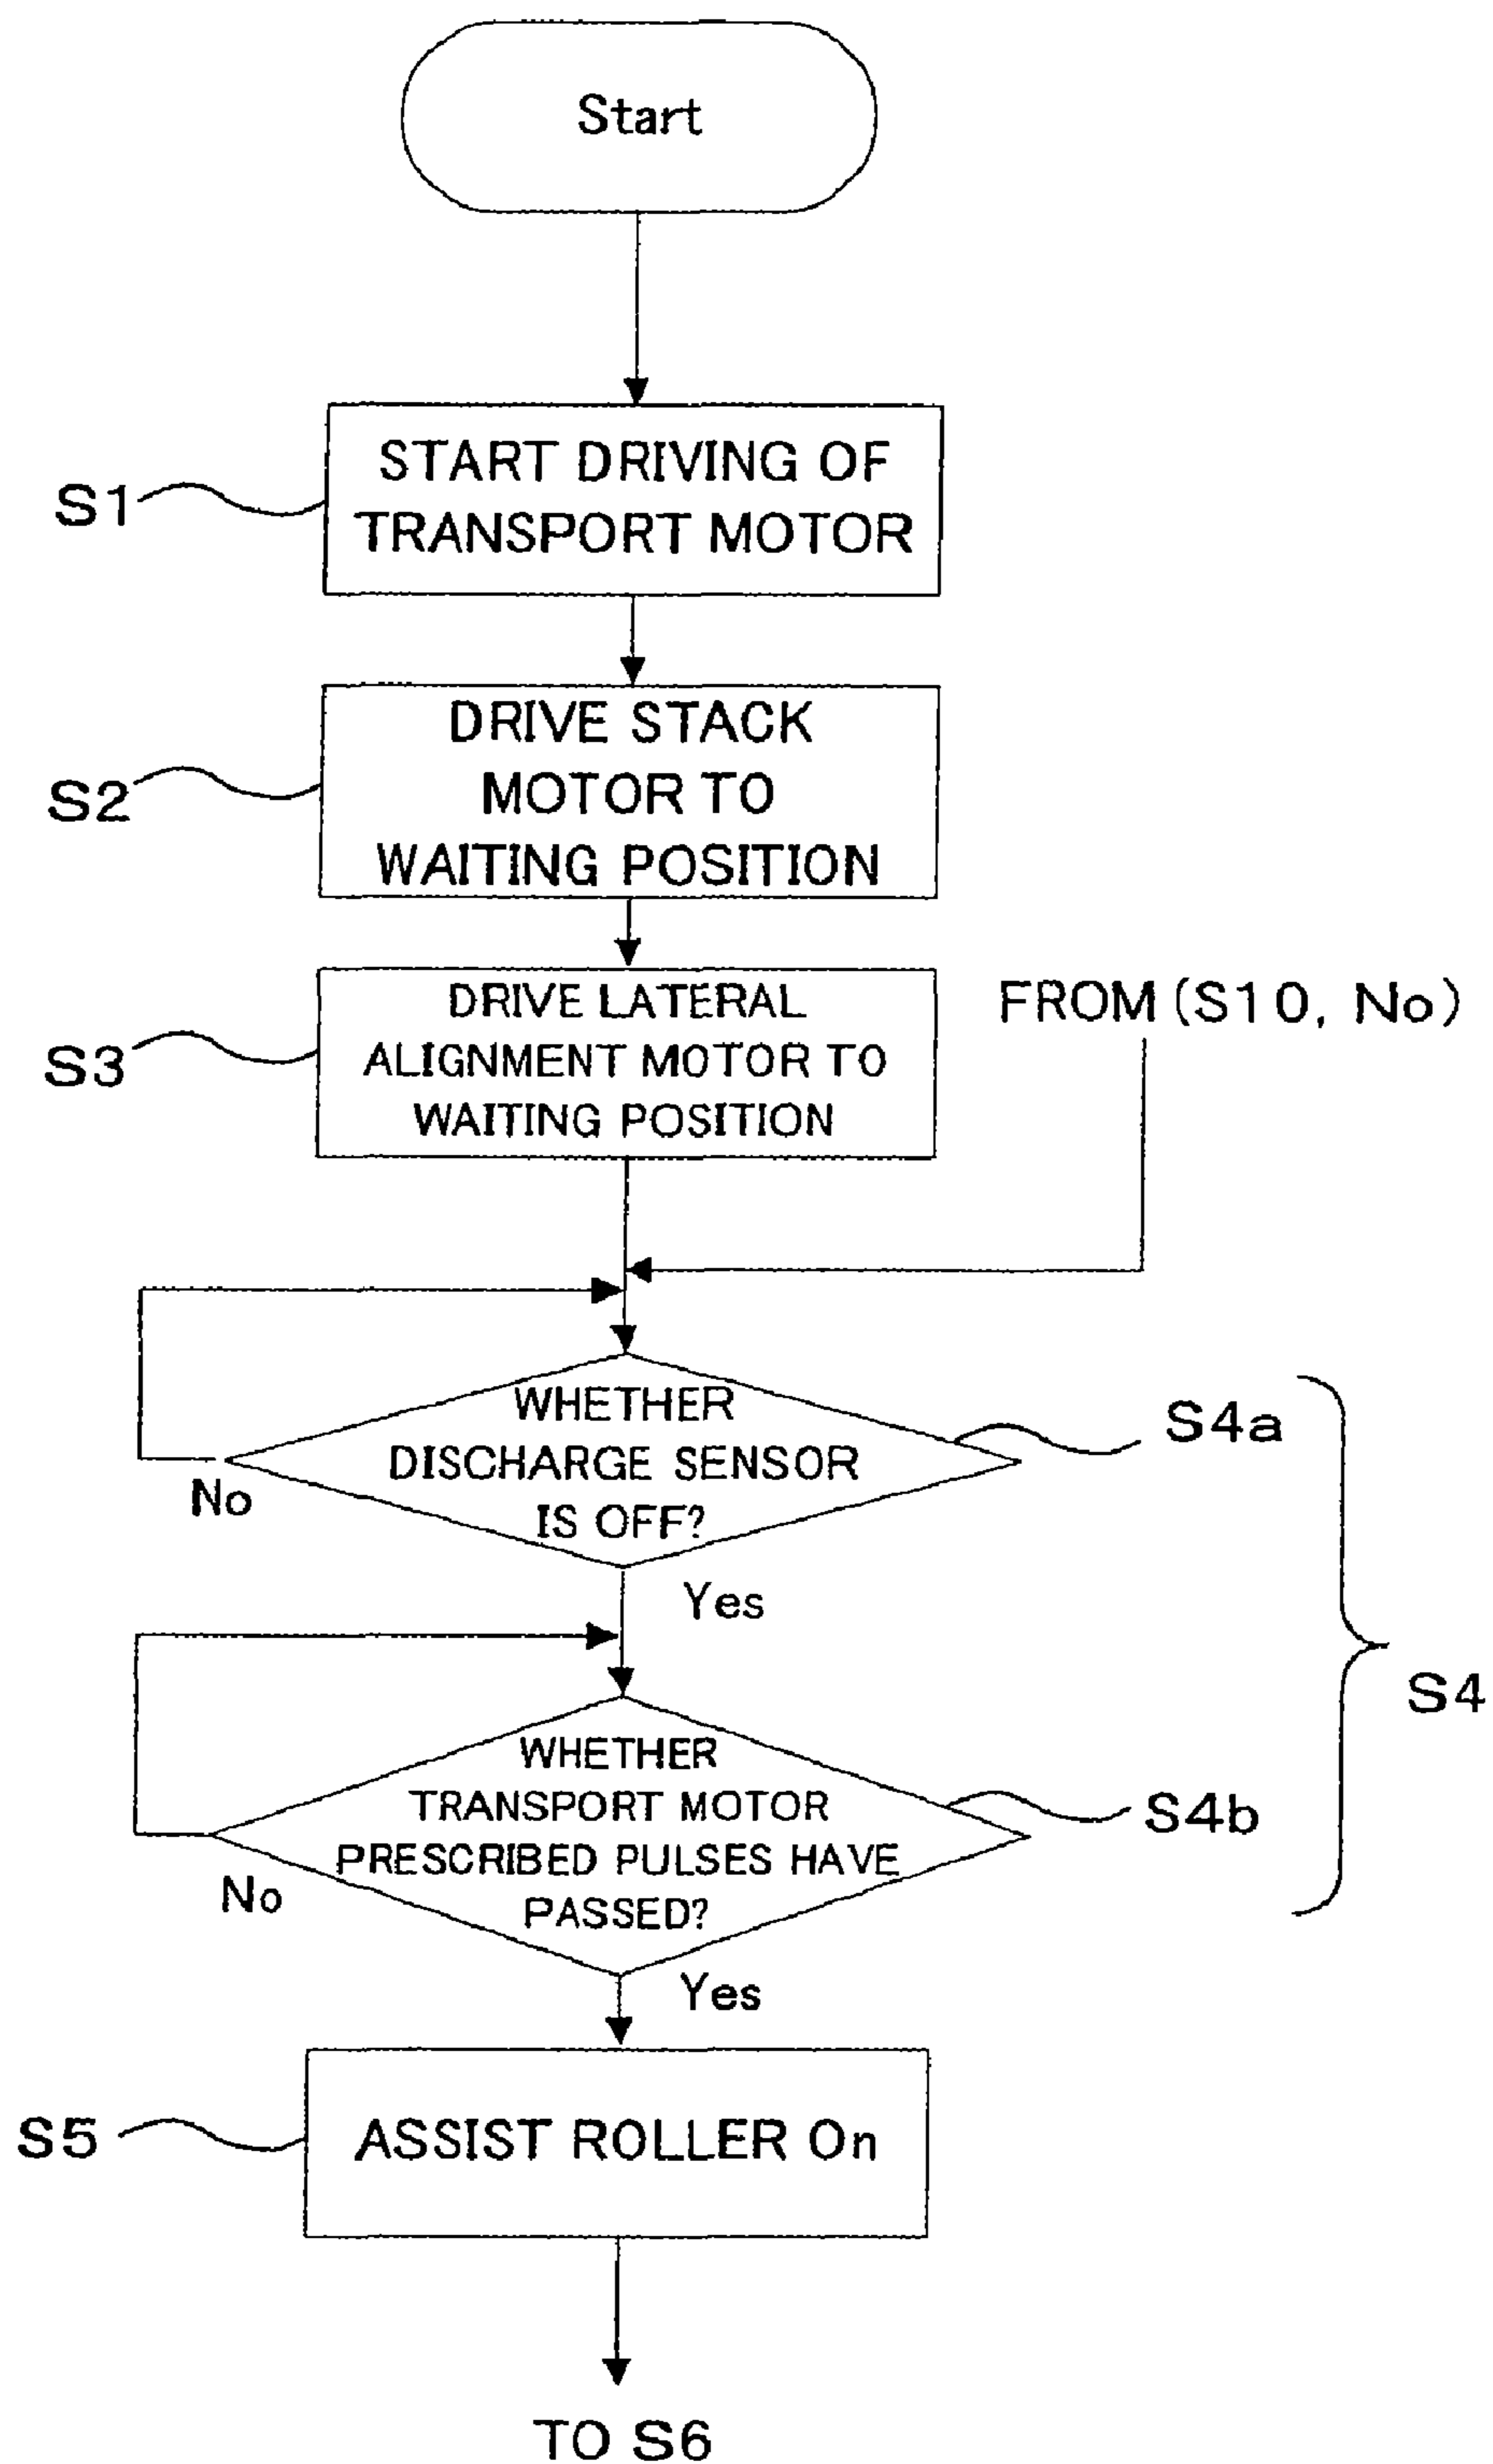 Start
S1
START DRIVING OF
TRANSPORT MOTOR
S2
DRIVE STACK
MOTOR TO
WAITING POSITION
S3
DRIVE LATERAL
ALIGNMENT MOTOR TO
WAITING POSITION
FROM (S10, No)
WHETHER
DISCHARGE SENSOR
IS OFF?
S4a
No
Yes
S4
WHETHER
TRANSPORT MOTOR
PRESCRIBED PULSES HAVE
PASSED?
S4b
No
Yes
S5
ASSIST ROLLER On
TO S6